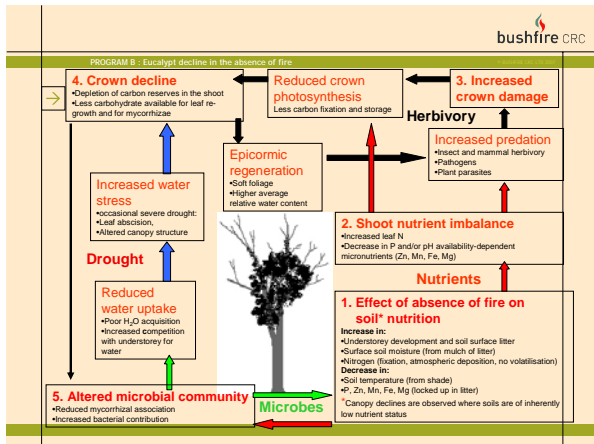 bushfire CRC
PROGRAM B : Eucalypt decline in the absence of fire
4. Crown decline
•Depletion of carbon reserves in the shoot
•Less carbohydrate available for leaf re-
growth and for mycorrhizae
Reduced crown
photosynthesis
Less carbon fixation and storage
3. Increased
crown damage
Herbivory
Increased predation
•Insect and mammal herbivory
•Pathogens
•Plant parasites
Epicormic
regeneration
•Soft foliage
•Higher average
relative water content
Increased water
stress
•occasional severe drought:
•Leaf abscision,
•Altered canopy structure
2. Shoot nutrient imbalance
•Increased leaf N
•Decrease in P and/or pH availability-dependent
micronutrients (Zn, Mn, Fe, Mg)
Drought
Nutrients
Reduced
water uptake
•Poor H2O acquisition
•Increased competition
with understorey for
water
1. Effect of absence of fire on
soil* nutrition
Increase in:
•Understorey development and soil surface litter
•Surface soil moisture (from mulch of litter)
•Nitrogen (fixation, atmospheric deposition, no volatilisation)
Decrease in:
•Soil temperature (from shade)
•P, Zn, Mn, Fe, Mg (locked up in litter)
*Canopy declines are observed where soils are of inherently
low nutrient status
5. Altered microbial community
•Reduced mycorrhizal association
•Increased bacterial contribution
Microbes